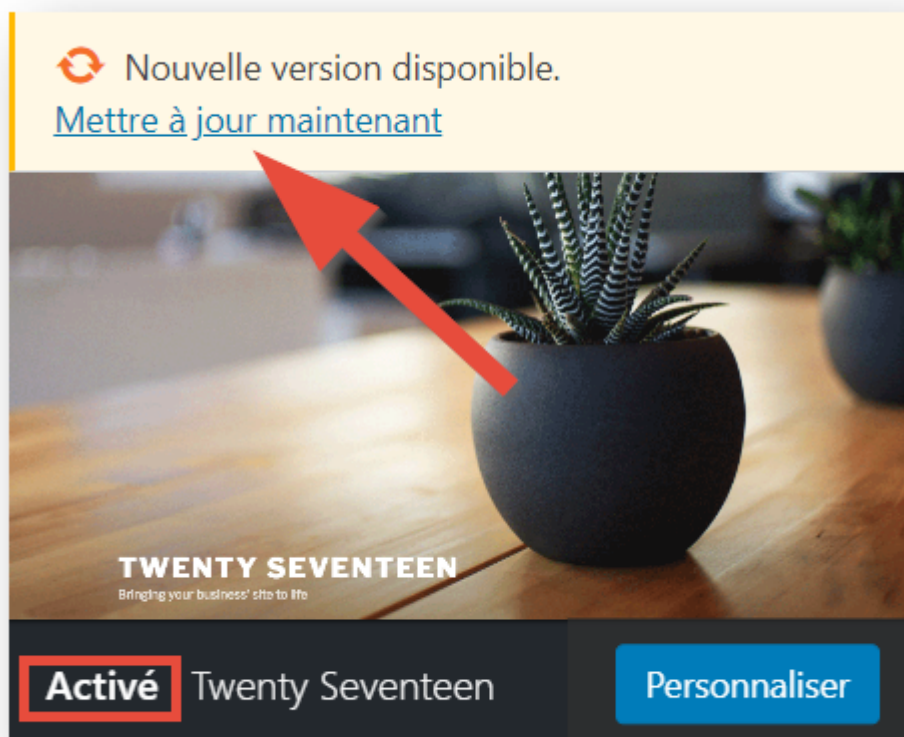 Nouvelle version disponible.
Mettre à jour maintenant
TWENTY SEVENTEEN
Bringing your business' site to life
Activé Twenty Seventeen
Personnaliser